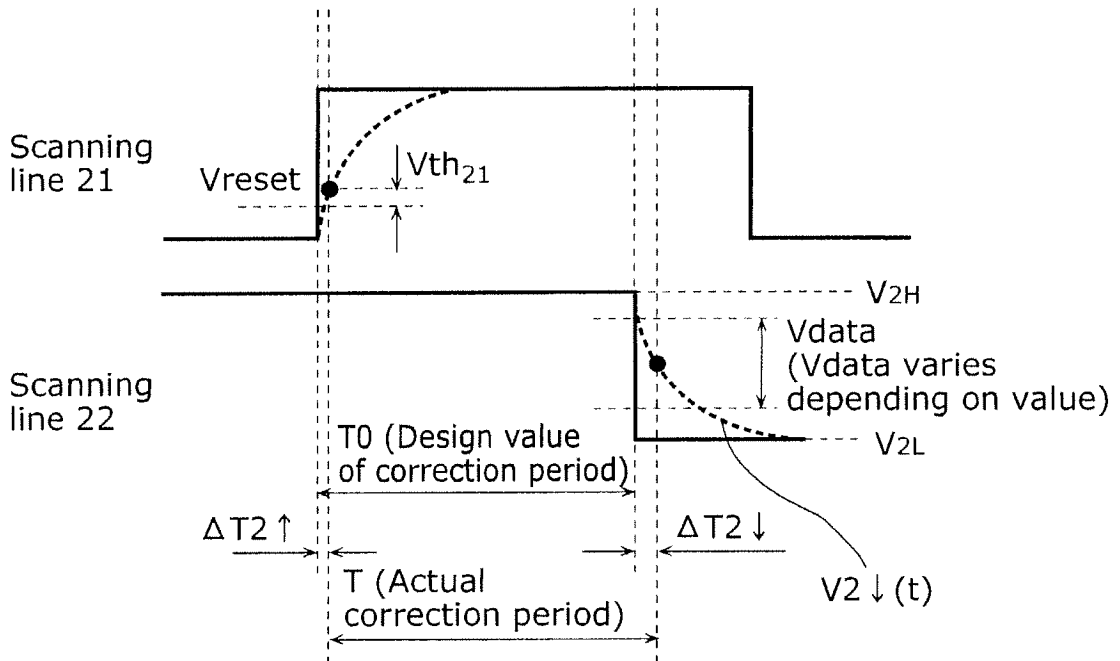 Scanning
line 21
Vreset
Vth21
V2H
Vdata
(Vdata varies
depending on value)
Scanning
line 22
V2L
T0 (Design value
of correction period)
ΔT2↑
ΔT2↓
T (Actual
correction period)
V2↓(t)